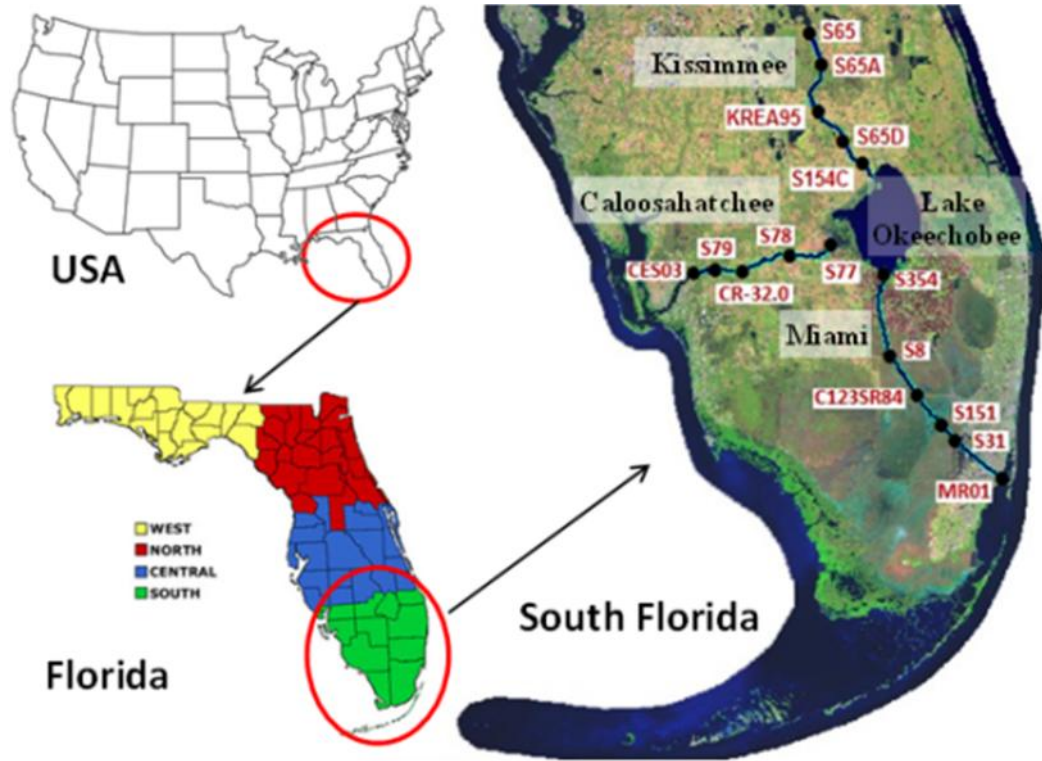 USA
WEST
NORTH
CENTRAL
SOUTH
Florida
South Florida
S65
Kissimmee
S65A
KREA95
S65D
S154C
Caloosahatchee
Lake
Okeechobee
S79
S78
CES03
S77
CR-32.0
S354
Miami
S8
C123SR84
S151
S31
MR01